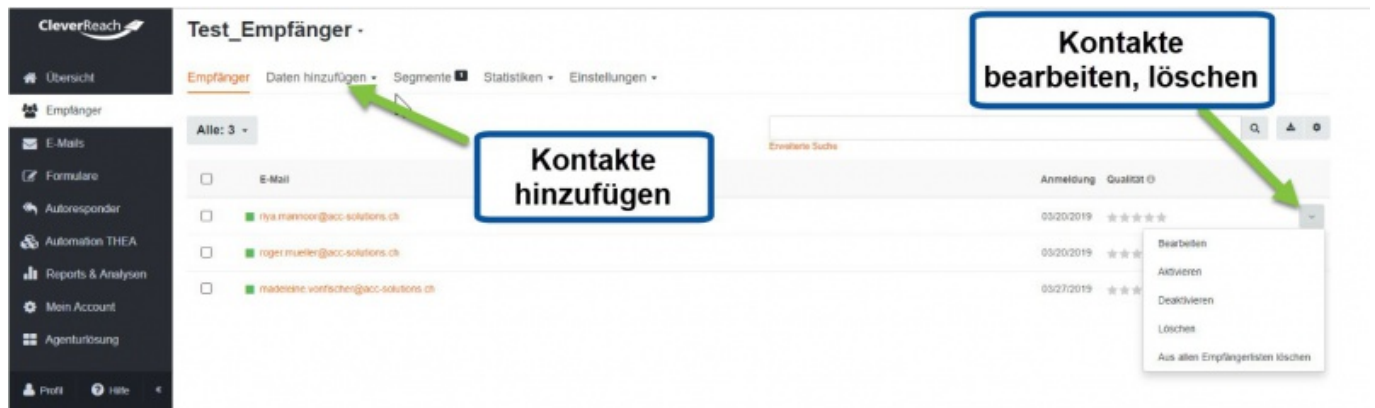 CleverReach
Test_Empfänger
Kontakte
bearbeiten, löschen
Übersicht
Empfänger Daten hinzufügen Segmente Statistiken Einstellungen
Empfänger
Alle: 3
E-Mails
Erweiterte Suche
Kontakte
hinzufügen
Formulare
E-Mail Anmeldung Qualität
Autoresponder
riya.mannoor@acc-solutions.ch 03/20/2019
Automation THEA
Bearbeiten
roger.mueller@acc-solutions.ch 03/20/2019
Reports & Analysen
Aktivieren
madeleine.vonfischer@acc-solutions.ch 03/27/2019
Deaktivieren
Mein Account
Löschen
Agenturlösung
Aus allen Empfängerlisten löschen
Profil Hilfe